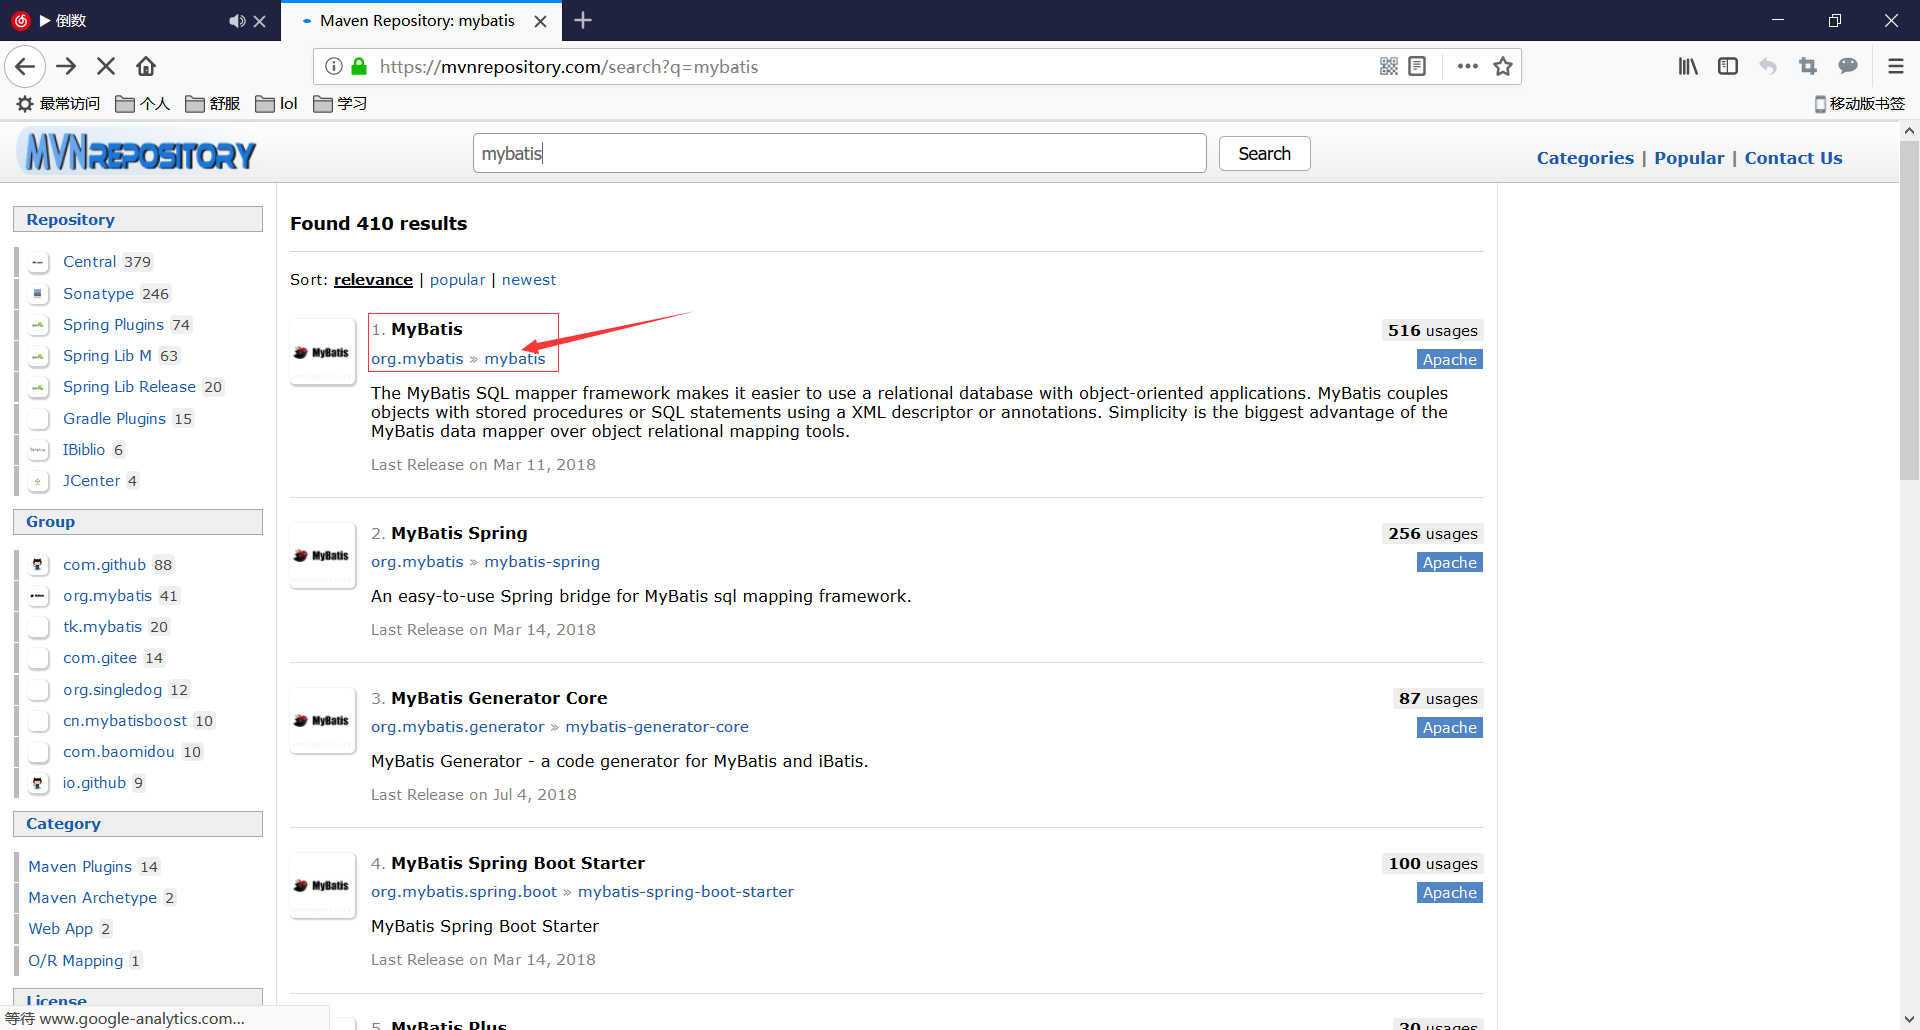 ▶ 倒数
Maven Repository: mybatis
https://mvnrepository.com/search?q=mybatis
最常访问 个人 舒服 lol 学习 移动版书签
MVNREPOSITORY
mybatis
Search
Categories | Popular | Contact Us
Repository
Central 379
Sonatype 246
Spring Plugins 74
Spring Lib M 63
Spring Lib Release 20
Gradle Plugins 15
IBiblio 6
JCenter 4
Group
com.github 88
org.mybatis 41
tk.mybatis 20
com.gitee 14
org.singledog 12
cn.mybatisboost 10
com.baomidou 10
io.github 9
Category
Maven Plugins 14
Maven Archetype 2
Web App 2
O/R Mapping 1
License
等待 www.google-analytics.com...
Found 410 results
Sort: relevance | popular | newest
MyBatis
1. MyBatis
516 usages
org.mybatis » mybatis
Apache
The MyBatis SQL mapper framework makes it easier to use a relational database with object-oriented applications. MyBatis couples
objects with stored procedures or SQL statements using a XML descriptor or annotations. Simplicity is the biggest advantage of the
MyBatis data mapper over object relational mapping tools.
Last Release on Mar 11, 2018
MyBatis
2. MyBatis Spring
256 usages
org.mybatis » mybatis-spring
Apache
An easy-to-use Spring bridge for MyBatis sql mapping framework.
Last Release on Mar 14, 2018
MyBatis
3. MyBatis Generator Core
87 usages
org.mybatis.generator » mybatis-generator-core
Apache
MyBatis Generator - a code generator for MyBatis and iBatis.
Last Release on Jul 4, 2018
MyBatis
4. MyBatis Spring Boot Starter
100 usages
org.mybatis.spring.boot » mybatis-spring-boot-starter
Apache
MyBatis Spring Boot Starter
Last Release on Mar 14, 2018
5. MyBatis Plus
30 usages